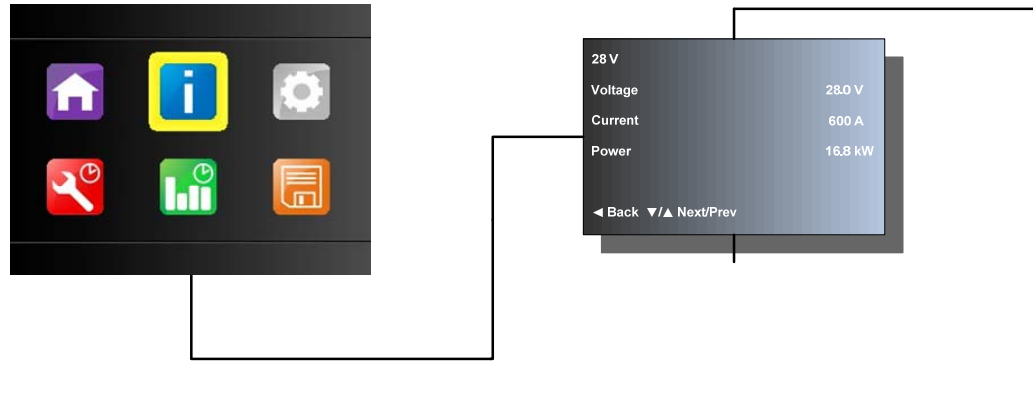 i
28 V
Voltage 28.0 V
Current 600 A
Power 16.8 kW
◄ Back ▼/▲ Next/Prev